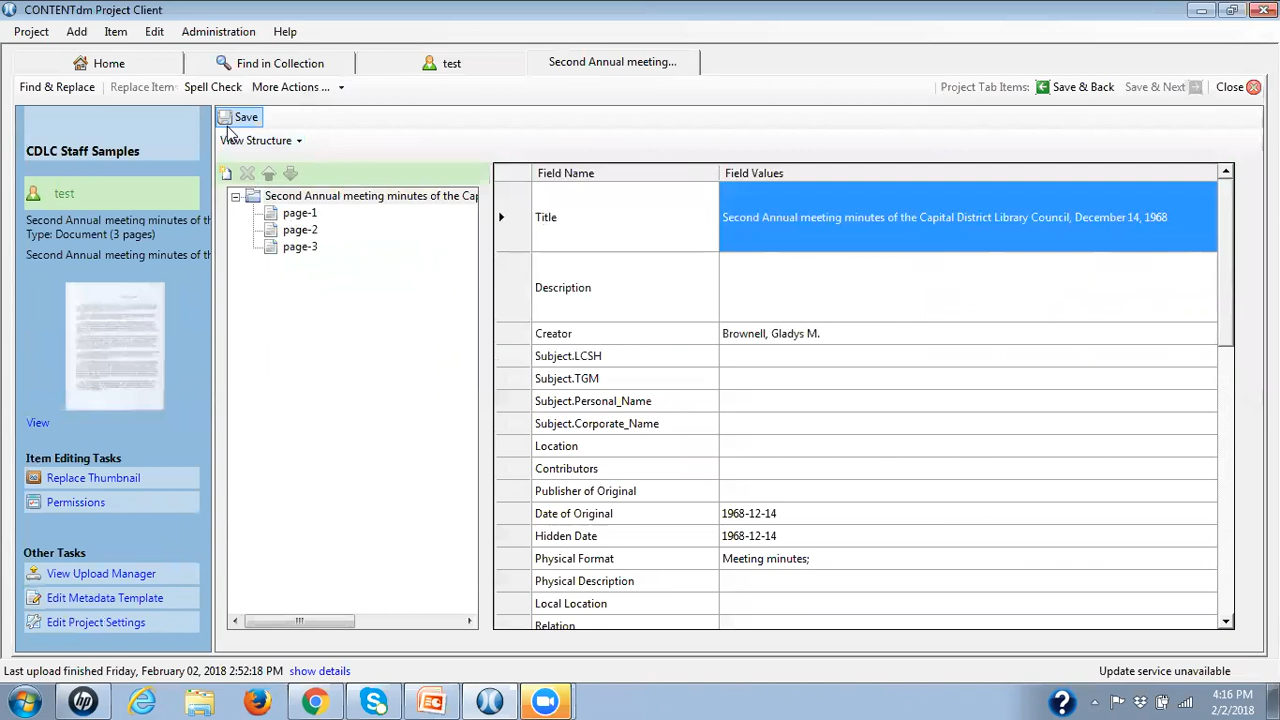 CONTENTdm Project Client
Project Add Item Edit Administration Help
Home Find in Collection test Second Annual meeting...
Find & Replace Replace Item Spell Check More Actions ... Project Tab Items: Save & Back Save & Next Close
CDLC Staff Samples
test
Second Annual meeting minutes of th
Type: Document (3 pages)
Second Annual meeting minutes of th
View
Item Editing Tasks
Replace Thumbnail
Permissions
Other Tasks
View Upload Manager
Edit Metadata Template
Edit Project Settings
Save
View Structure
Second Annual meeting minutes of the Cap
page-1
page-2
page-3
Field Name Field Values
Title Second Annual meeting minutes of the Capital District Library Council, December 14, 1968
Description
Creator Brownell, Gladys M.
Subject.LCSH
Subject.TGM
Subject.Personal_Name
Subject.Corporate_Name
Location
Contributors
Publisher of Original
Date of Original 1968-12-14
Hidden Date 1968-12-14
Physical Format Meeting minutes;
Physical Description
Local Location
Relation
Last upload finished Friday, February 02, 2018 2:52:18 PM show details Update service unavailable
4:16 PM
2/2/2018